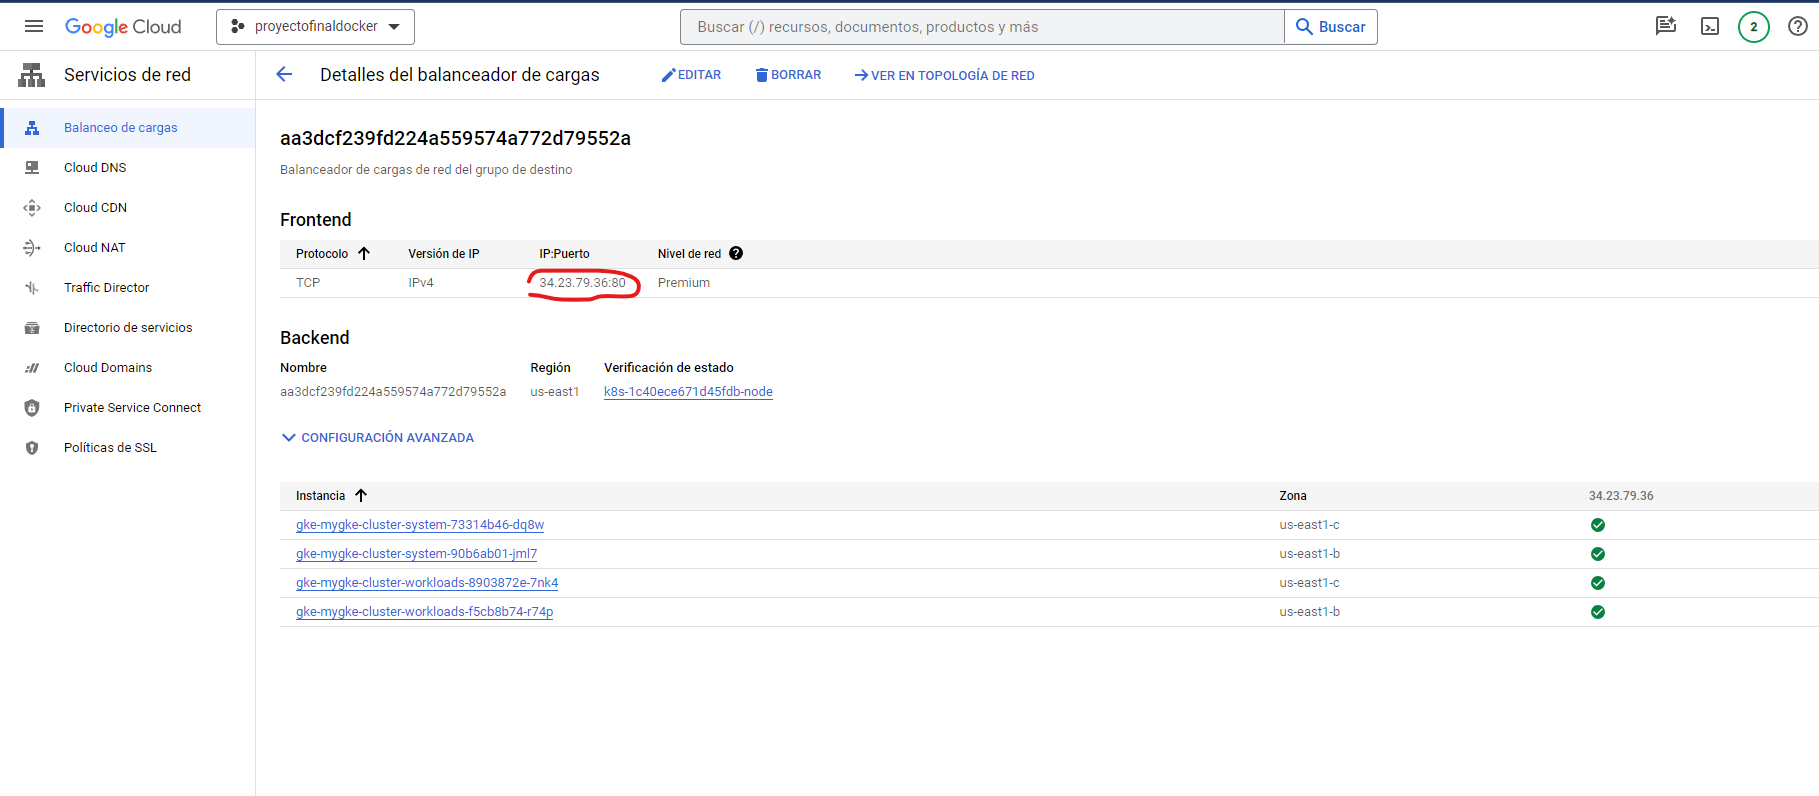 Google Cloud
proyectofinaldocker
Buscar (/) recursos, documentos, productos y más
Buscar
2
Servicios de red
Detalles del balanceador de cargas
EDITAR
BORRAR
VER EN TOPOLOGÍA DE RED
Balanceo de cargas
Cloud DNS
Cloud CDN
Cloud NAT
Traffic Director
Directorio de servicios
Cloud Domains
Private Service Connect
Políticas de SSL
aa3dcf239fd224a559574a772d79552a
Balanceador de cargas de red del grupo de destino
Frontend
Protocolo Versión de IP IP:Puerto Nivel de red
TCP IPv4 34.23.79.36:80 Premium
Backend
Nombre Región Verificación de estado
aa3dcf239fd224a559574a772d79552a us-east1 k8s-1c40ece671d45fdb-node
CONFIGURACIÓN AVANZADA
Instancia Zona 34.23.79.36
gke-mygke-cluster-system-73314b46-dq8w us-east1-c
gke-mygke-cluster-system-90b6ab01-jml7 us-east1-b
gke-mygke-cluster-workloads-8903872e-7nk4 us-east1-c
gke-mygke-cluster-workloads-f5cb8b74-r74p us-east1-b